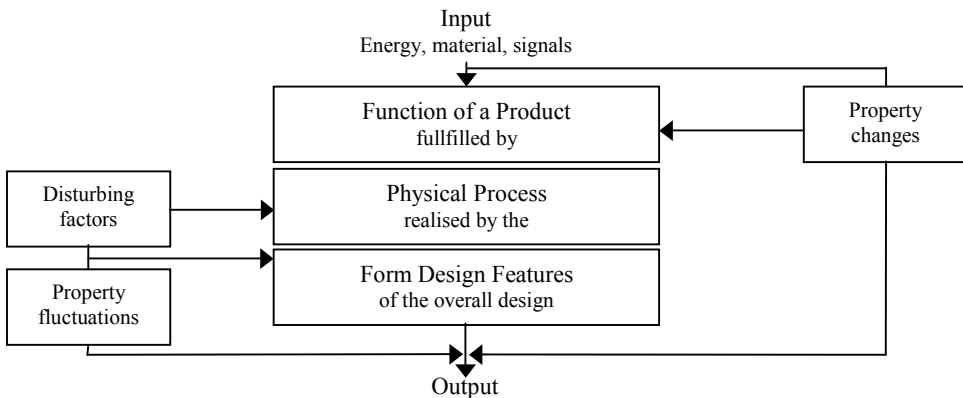 Input
Energy, material, signals
Function of a Product
fullfilled by
Property
changes
Disturbing
factors
Physical Process
realised by the
Property
fluctuations
Form Design Features
of the overall design
Output